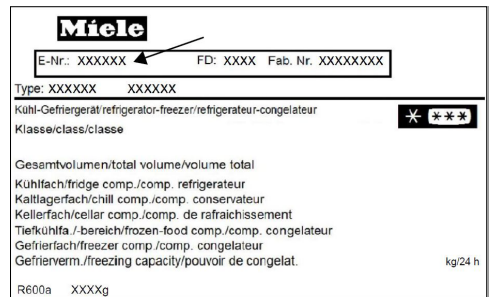 Miele
E-Nr.: XXXXXX FD: XXXX Fab. Nr. XXXXXXXX
Type: XXXXXX XXXXXX
Kühl-Gefriergerät/refrigerator-freezer/refrigerateur-congelateur
Klasse/class/classe
Gesamtvolumen/total volume/volume total
Kühlfach/fridge comp./comp. refrigerateur
Kaltlagerfach/chill comp./comp. conservateur
Kellerfach/cellar comp./comp. de rafraichissement
Tiefkühlfa./-bereich/frozen-food comp./comp. congelateur
Gefrierfach/freezer comp./comp. congelateur
Gefrierverm./freezing capacity/pouvoir de congelat. kg/24 h
R600a XXXXg